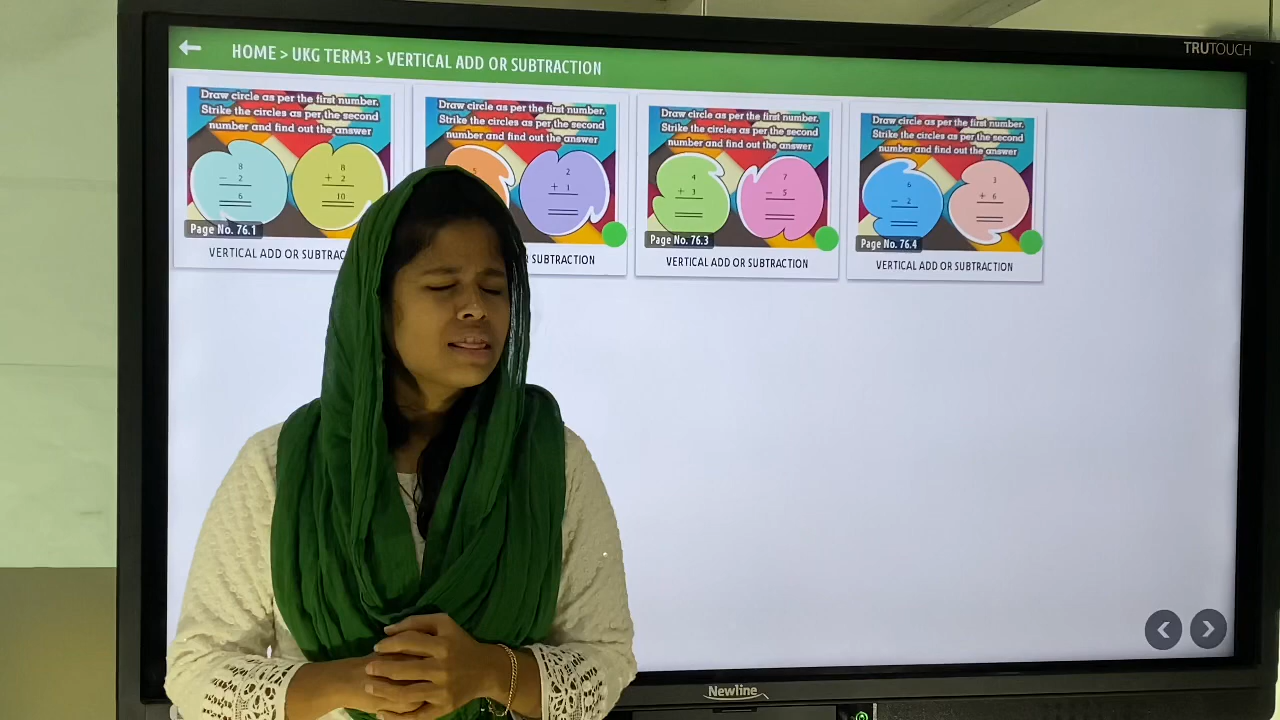 TRUTOUCH
HOME > UKG TERM3 > VERTICAL ADD OR SUBTRACTION
Draw circle as per the first number.
Strike the circles as per the second
number and find out the answer
8
− 2
6
8
+ 2
10
Page No. 76.1
VERTICAL ADD OR
Draw circle as per the first number.
Strike the circles as per the second
number and find out the answer
5
2
+ 1
SUBTRACTION
Draw circle as per the first number.
Strike the circles as per the second
number and find out the answer
4
+ 3
7
− 5
Page No. 76.3
VERTICAL ADD OR SUBTRACTION
Draw circle as per the first number.
Strike the circles as per the second
number and find out the answer
6
− 2
3
+ 6
Page No. 76.4
VERTICAL ADD OR SUBTRACTION
Newline